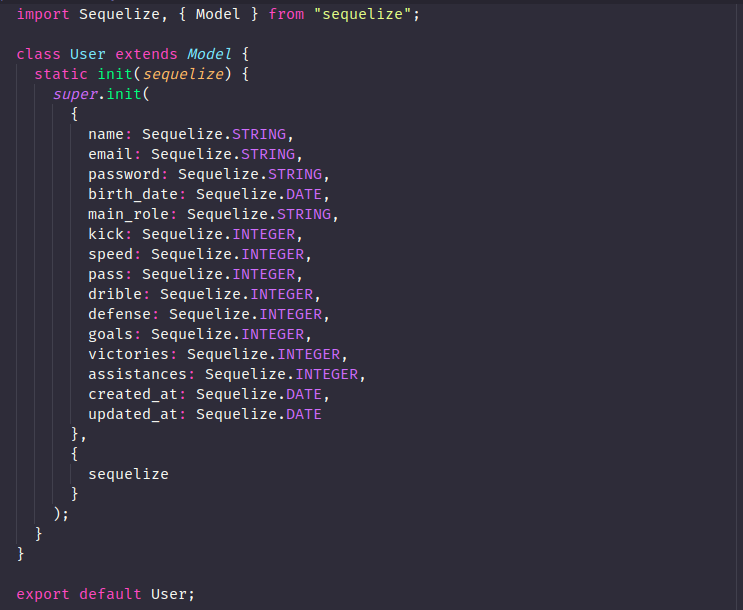 import Sequelize, { Model } from "sequelize";

class User extends Model {
  static init(sequelize) {
    super.init(
      {
        name: Sequelize.STRING,
        email: Sequelize.STRING,
        password: Sequelize.STRING,
        birth_date: Sequelize.DATE,
        main_role: Sequelize.STRING,
        kick: Sequelize.INTEGER,
        speed: Sequelize.INTEGER,
        pass: Sequelize.INTEGER,
        drible: Sequelize.INTEGER,
        defense: Sequelize.INTEGER,
        goals: Sequelize.INTEGER,
        victories: Sequelize.INTEGER,
        assistances: Sequelize.INTEGER,
        created_at: Sequelize.DATE,
        updated_at: Sequelize.DATE
      },
      {
        sequelize
      }
    );
  }
}

export default User;